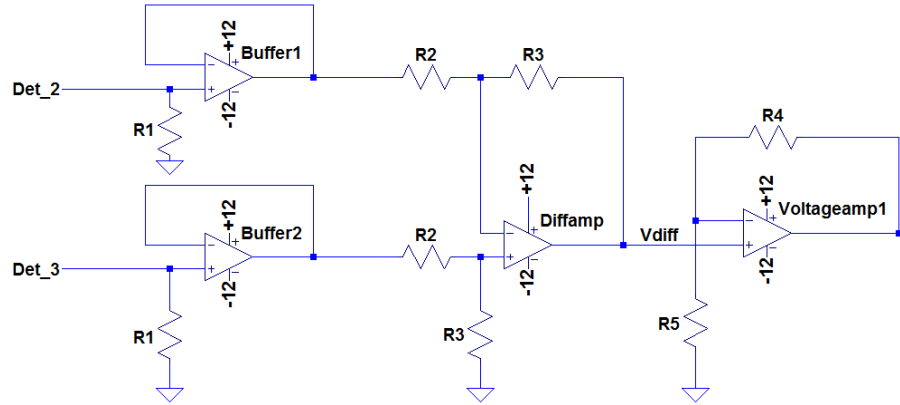 +12
Buffer1
R2
R3
Det_2
-12
R1
R4
+12
Buffer2
+12
Diffamp
+12
Voltageamp1
R2
Vdiff
Det_3
-12
-12
-12
R1
R3
R5